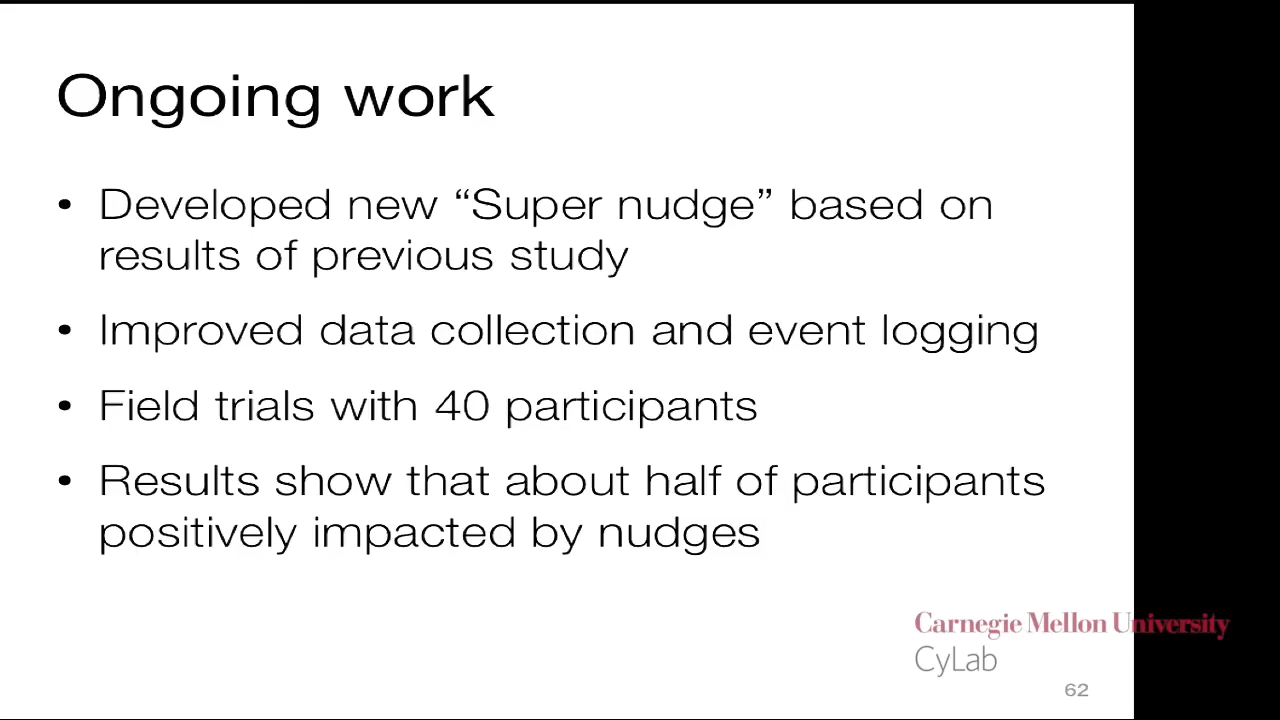 Ongoing work
• Developed new “Super nudge” based on
results of previous study
• Improved data collection and event logging
• Field trials with 40 participants
• Results show that about half of participants
positively impacted by nudges
Carnegie Mellon University
CyLab
62